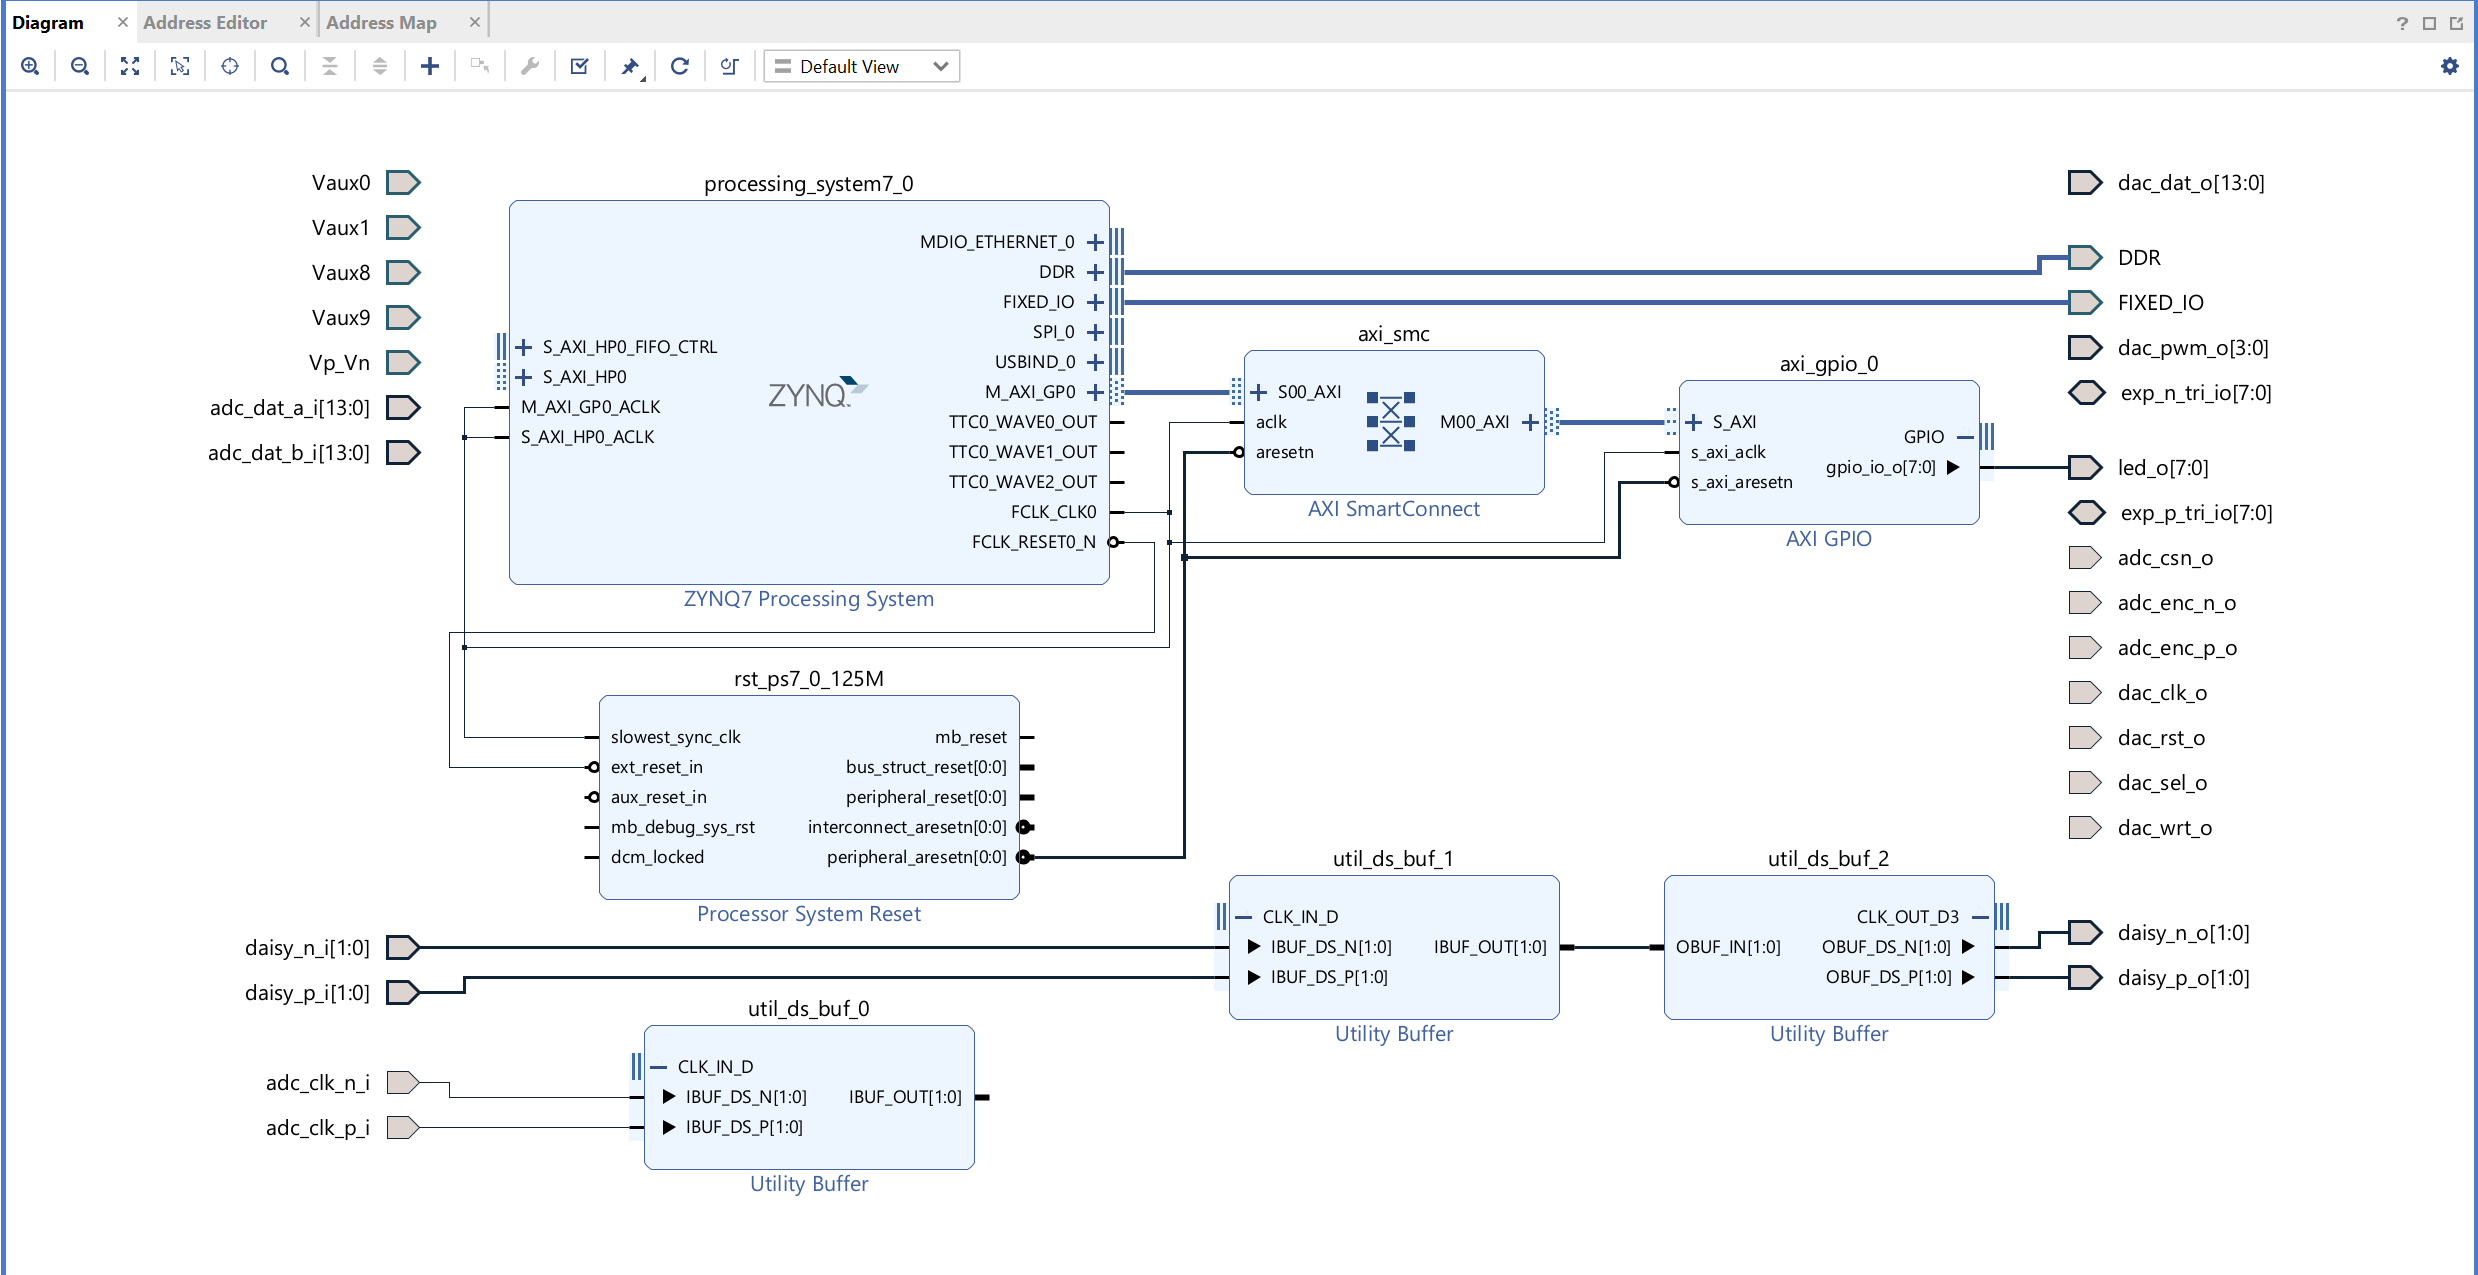 Diagram
Address Editor
Address Map
Default View
Vaux0
Vaux1
Vaux8
Vaux9
Vp_Vn
adc_dat_a_i[13:0]
adc_dat_b_i[13:0]
processing_system7_0
S_AXI_HP0_FIFO_CTRL
S_AXI_HP0
M_AXI_GP0_ACLK
S_AXI_HP0_ACLK
ZYNQ
MDIO_ETHERNET_0
DDR
FIXED_IO
SPI_0
USBIND_0
M_AXI_GP0
TTC0_WAVE0_OUT
TTC0_WAVE1_OUT
TTC0_WAVE2_OUT
FCLK_CLK0
FCLK_RESET0_N
ZYNQ7 Processing System
axi_smc
S00_AXI
aclk
aresetn
M00_AXI
AXI SmartConnect
axi_gpio_0
S_AXI
s_axi_aclk
s_axi_aresetn
GPIO
gpio_io_o[7:0]
AXI GPIO
dac_dat_o[13:0]
DDR
FIXED_IO
dac_pwm_o[3:0]
exp_n_tri_io[7:0]
led_o[7:0]
exp_p_tri_io[7:0]
adc_csn_o
adc_enc_n_o
adc_enc_p_o
dac_clk_o
dac_rst_o
dac_sel_o
dac_wrt_o
rst_ps7_0_125M
slowest_sync_clk
ext_reset_in
aux_reset_in
mb_debug_sys_rst
dcm_locked
mb_reset
bus_struct_reset[0:0]
peripheral_reset[0:0]
interconnect_aresetn[0:0]
peripheral_aresetn[0:0]
Processor System Reset
daisy_n_i[1:0]
daisy_p_i[1:0]
util_ds_buf_1
CLK_IN_D
IBUF_DS_N[1:0]
IBUF_DS_P[1:0]
IBUF_OUT[1:0]
Utility Buffer
util_ds_buf_2
OBUF_IN[1:0]
CLK_OUT_D3
OBUF_DS_N[1:0]
OBUF_DS_P[1:0]
Utility Buffer
daisy_n_o[1:0]
daisy_p_o[1:0]
adc_clk_n_i
adc_clk_p_i
util_ds_buf_0
CLK_IN_D
IBUF_DS_N[1:0]
IBUF_DS_P[1:0]
IBUF_OUT[1:0]
Utility Buffer